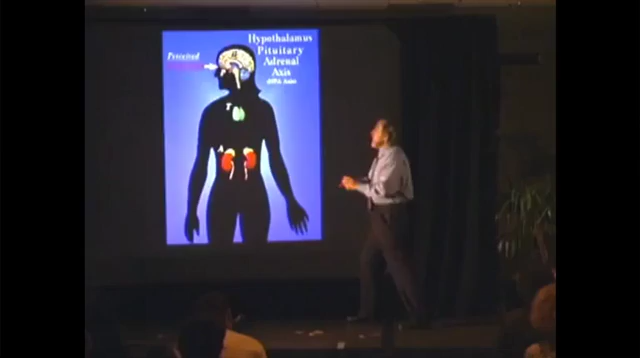 Hypothalamus
Pituitary
Adrenal
Axis
(HPA Axis)
Perceived
T
A